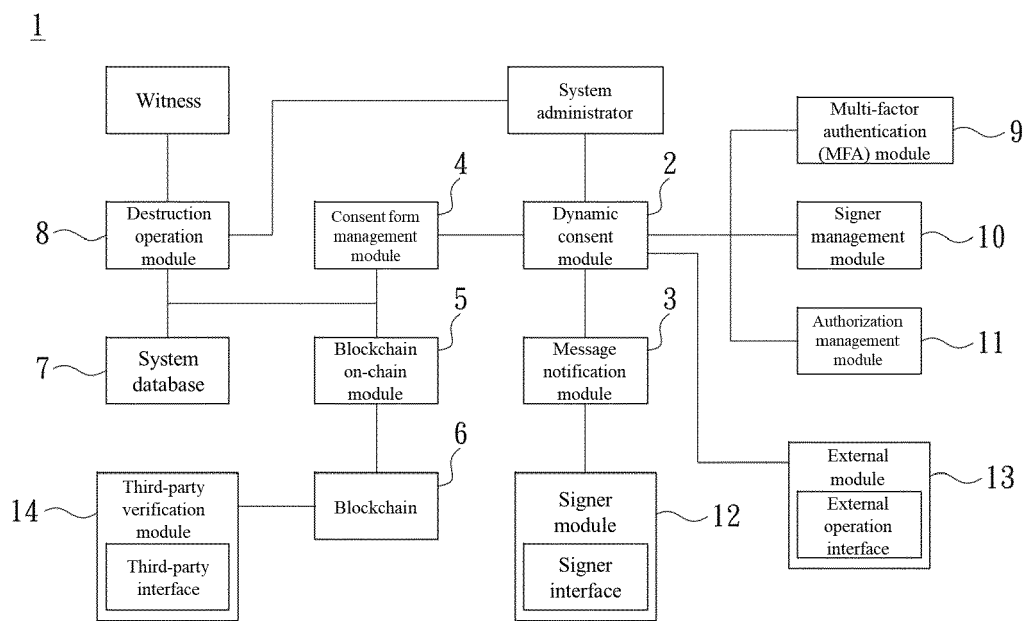 1
Witness
System
administrator
Multi-factor
authentication
(MFA) module
9
4
2
8
Destruction
operation
module
Consent form
management
module
Dynamic
consent
module
Signer
management
module
10
5
3
7
System
database
Blockchain
on-chain
module
Message
notification
module
Authorization
management
module
11
6
14
Third-party
verification
module
Third-party
interface
Blockchain
Signer
module
Signer
interface
12
External
module
External
operation
interface
13